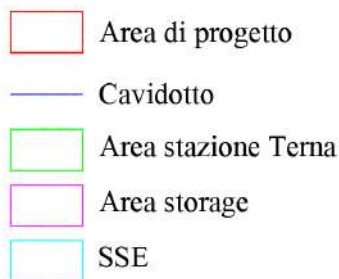 Area di progetto
Cavidotto
Area stazione Terna
Area storage
SSE